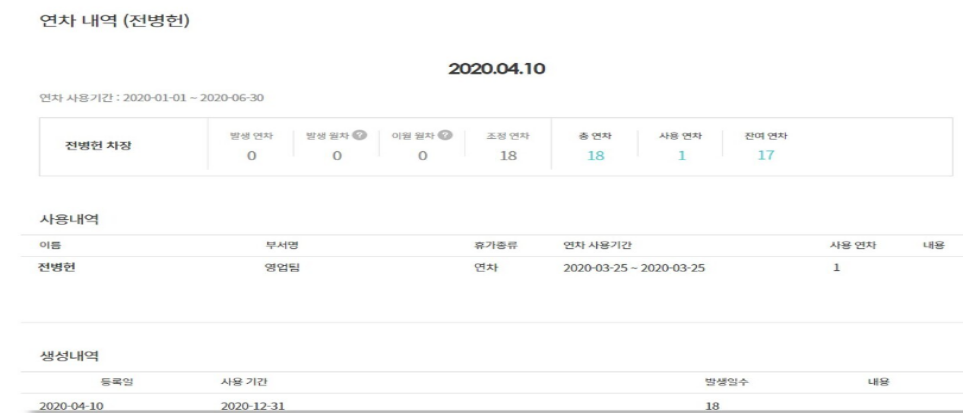 연차 내역 (전병헌)
2020.04.10
연차 사용기간 : 2020-01-01 ~ 2020-06-30
전병헌 차장
발생 연차 발생 월차 ? 이월 월차 ? 조정 연차 총 연차 사용 연차 잔여 연차
0 0 0 18 18 1 17
사용내역
이름 부서명 휴가종류 연차 사용기간 사용 연차 내용
전병헌 영업팀 연차 2020-03-25 ~ 2020-03-25 1
생성내역
등록일 사용 기간 발생일수 내용
2020-04-10 2020-12-31 18